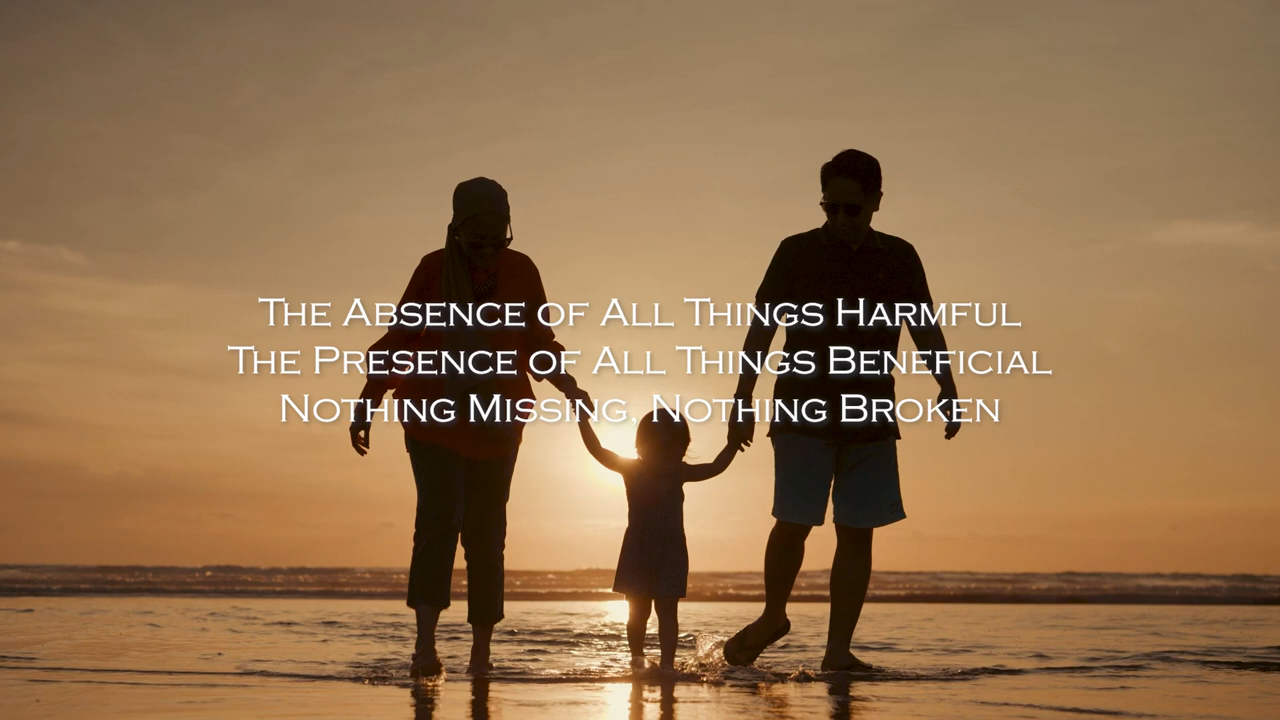 The Absence of All Things Harmful
The Presence of All Things Beneficial
Nothing Missing, Nothing Broken